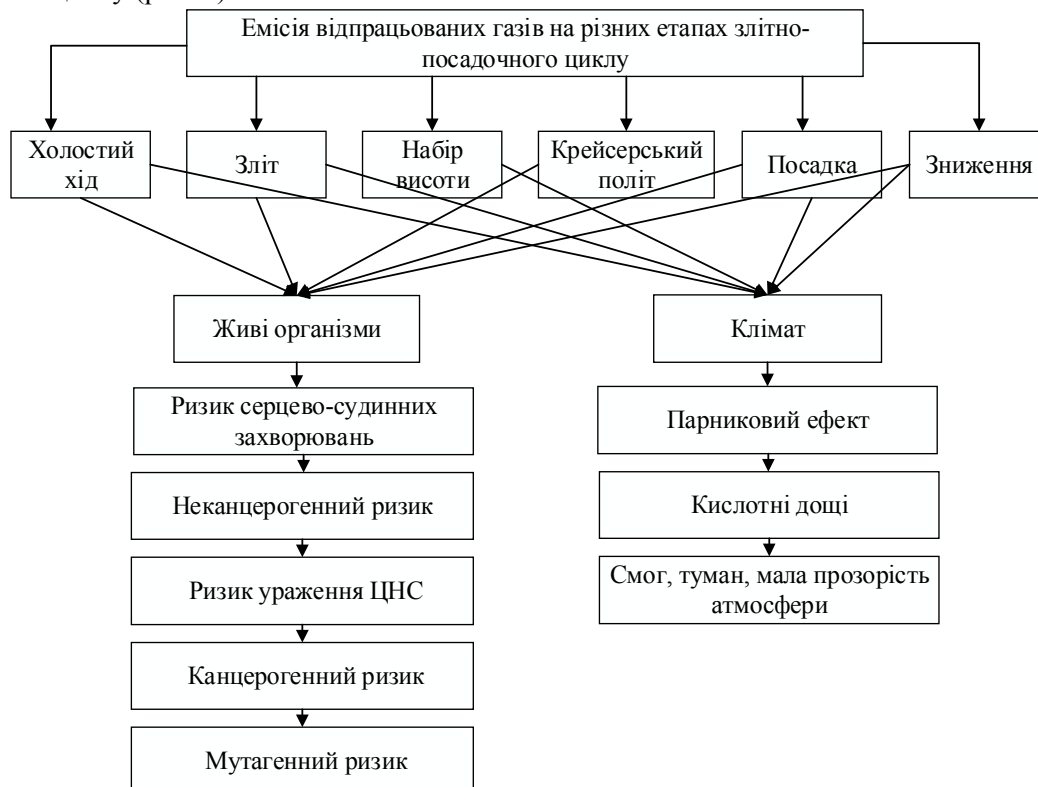 Емісія відпрацьованих газів на різних етапах злітно-
посадочного циклу
Холостий
хід
Зліт
Набір
висоти
Крейсерський
політ
Посадка
Зниження
Живі організми
Клімат
Ризик серцево-судинних
захворювань
Парниковий ефект
Неканцерогенний ризик
Кислотні дощі
Ризик ураження ЦНС
Смог, туман, мала прозорість
атмосфери
Канцерогенний ризик
Мутагенний ризик